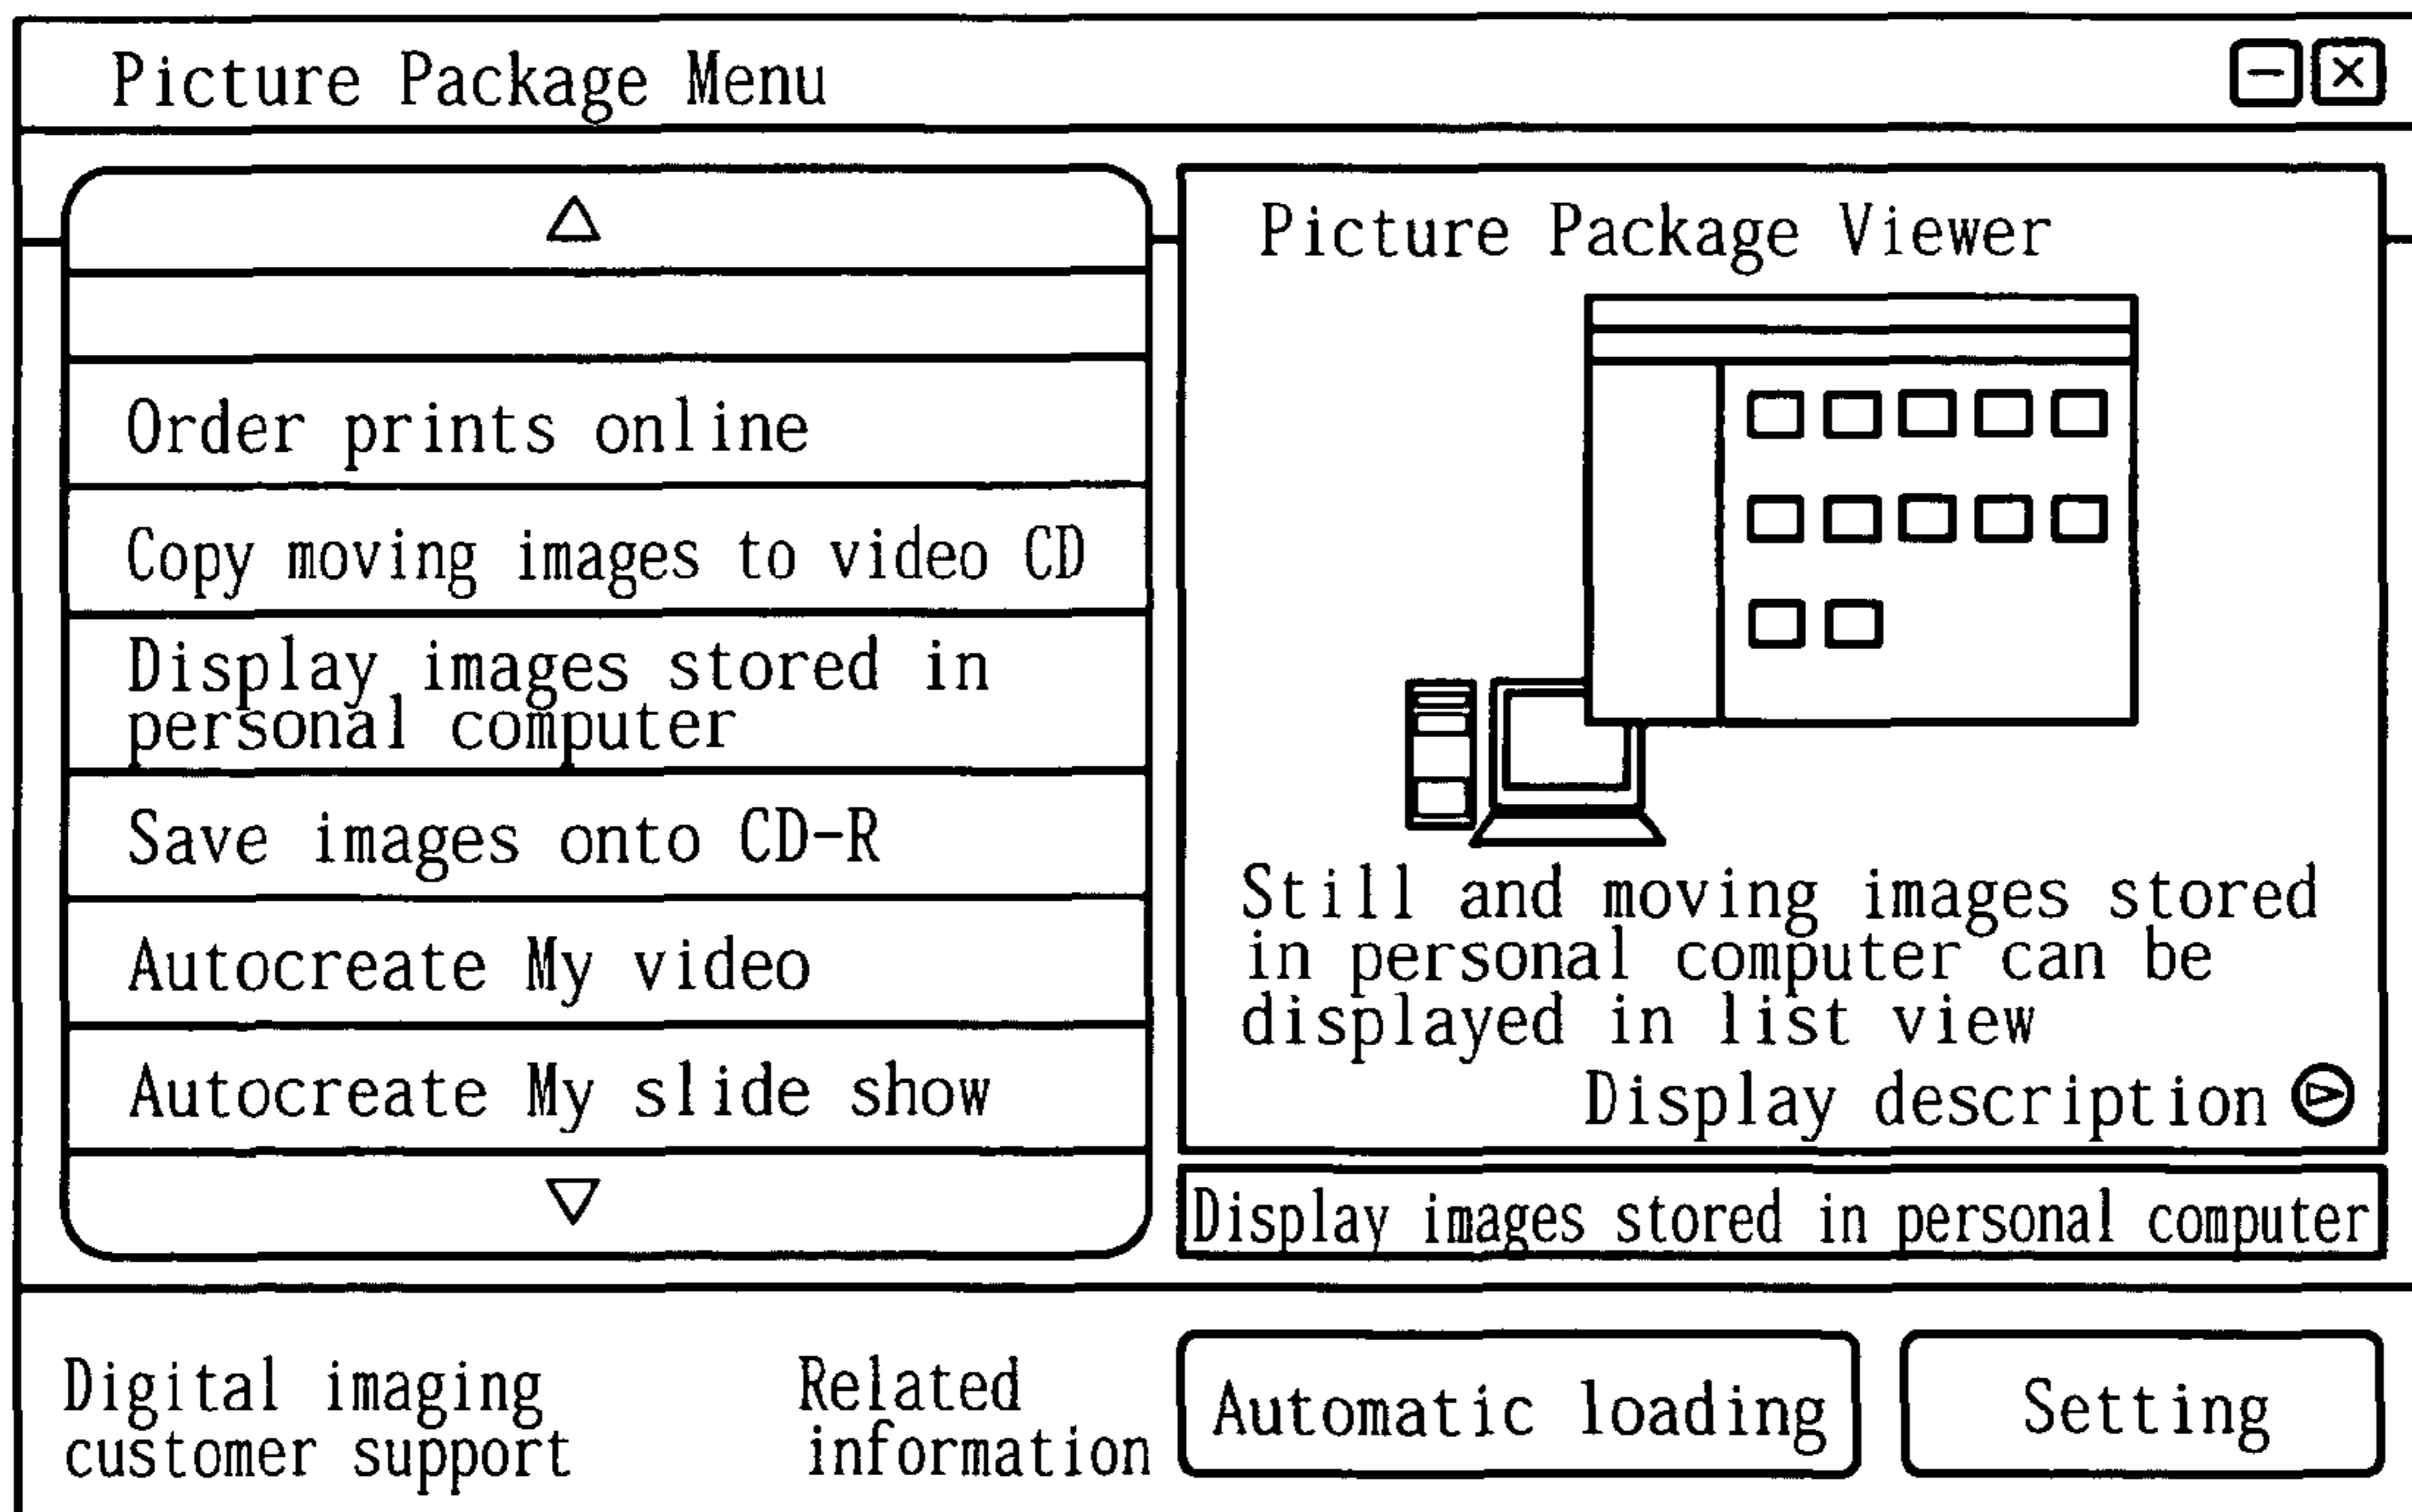 Picture Package Menu
Order prints online
Copy moving images to video CD
Display images stored in
personal computer
Save images onto CD-R
Autocreate My video
Autocreate My slide show
Picture Package Viewer
Still and moving images stored
in personal computer can be
displayed in list view
Display description
Display images stored in personal computer
Digital imaging
customer support
Related
information
Automatic loading
Setting